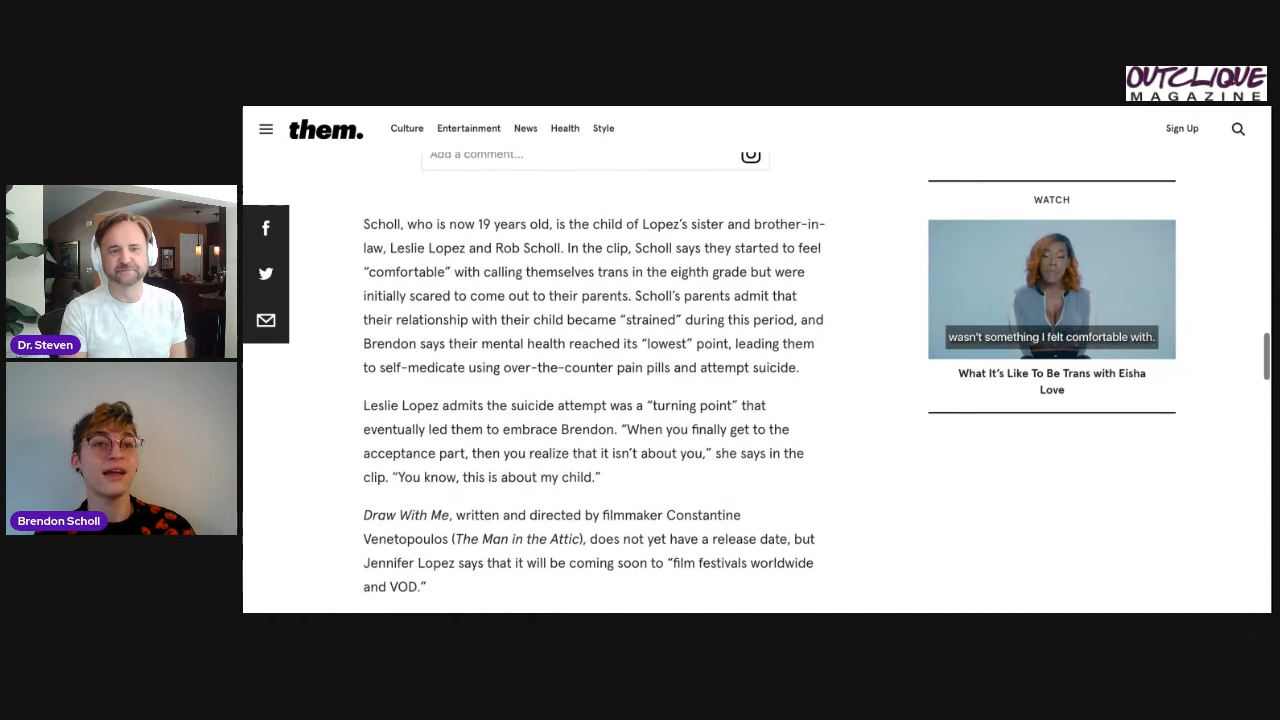 OUTCLIQUE
MAGAZINE
them.
Culture
Entertainment
News
Health
Style
Sign Up
Add a comment...
Scholl, who is now 19 years old, is the child of Lopez's sister and brother-in-
law, Leslie Lopez and Rob Scholl. In the clip, Scholl says they started to feel
“comfortable” with calling themselves trans in the eighth grade but were
initially scared to come out to their parents. Scholl's parents admit that
their relationship with their child became “strained” during this period, and
Brendon says their mental health reached its “lowest” point, leading them
to self-medicate using over-the-counter pain pills and attempt suicide.
Leslie Lopez admits the suicide attempt was a “turning point” that
eventually led them to embrace Brendon. “When you finally get to the
acceptance part, then you realize that it isn't about you,” she says in the
clip. “You know, this is about my child.”
Draw With Me, written and directed by filmmaker Constantine
Venetopoulos (The Man in the Attic), does not yet have a release date, but
Jennifer Lopez says that it will be coming soon to “film festivals worldwide
and VOD.”
WATCH
wasn't something I felt comfortable with.
What It's Like To Be Trans with Eisha
Love
Dr. Steven
Brendon Scholl